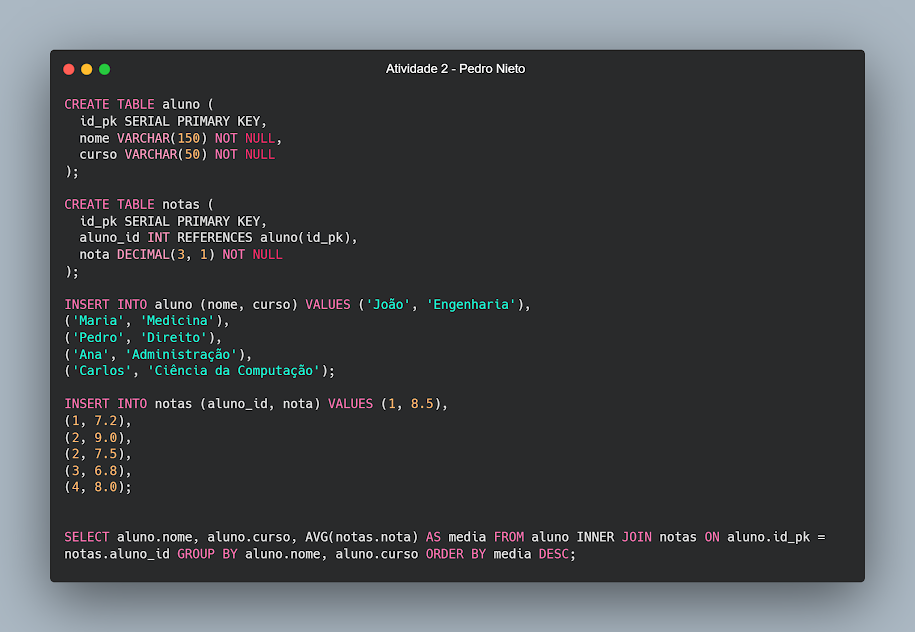 Atividade 2 - Pedro Nieto
CREATE TABLE aluno (
  id_pk SERIAL PRIMARY KEY,
  nome VARCHAR(150) NOT NULL,
  curso VARCHAR(50) NOT NULL
);
CREATE TABLE notas (
  id_pk SERIAL PRIMARY KEY,
  aluno_id INT REFERENCES aluno(id_pk),
  nota DECIMAL(3, 1) NOT NULL
);
INSERT INTO aluno (nome, curso) VALUES ('João', 'Engenharia'),
('Maria', 'Medicina'),
('Pedro', 'Direito'),
('Ana', 'Administração'),
('Carlos', 'Ciência da Computação');
INSERT INTO notas (aluno_id, nota) VALUES (1, 8.5),
(1, 7.2),
(2, 9.0),
(2, 7.5),
(3, 6.8),
(4, 8.0);
SELECT aluno.nome, aluno.curso, AVG(notas.nota) AS media FROM aluno INNER JOIN notas ON aluno.id_pk =
notas.aluno_id GROUP BY aluno.nome, aluno.curso ORDER BY media DESC;